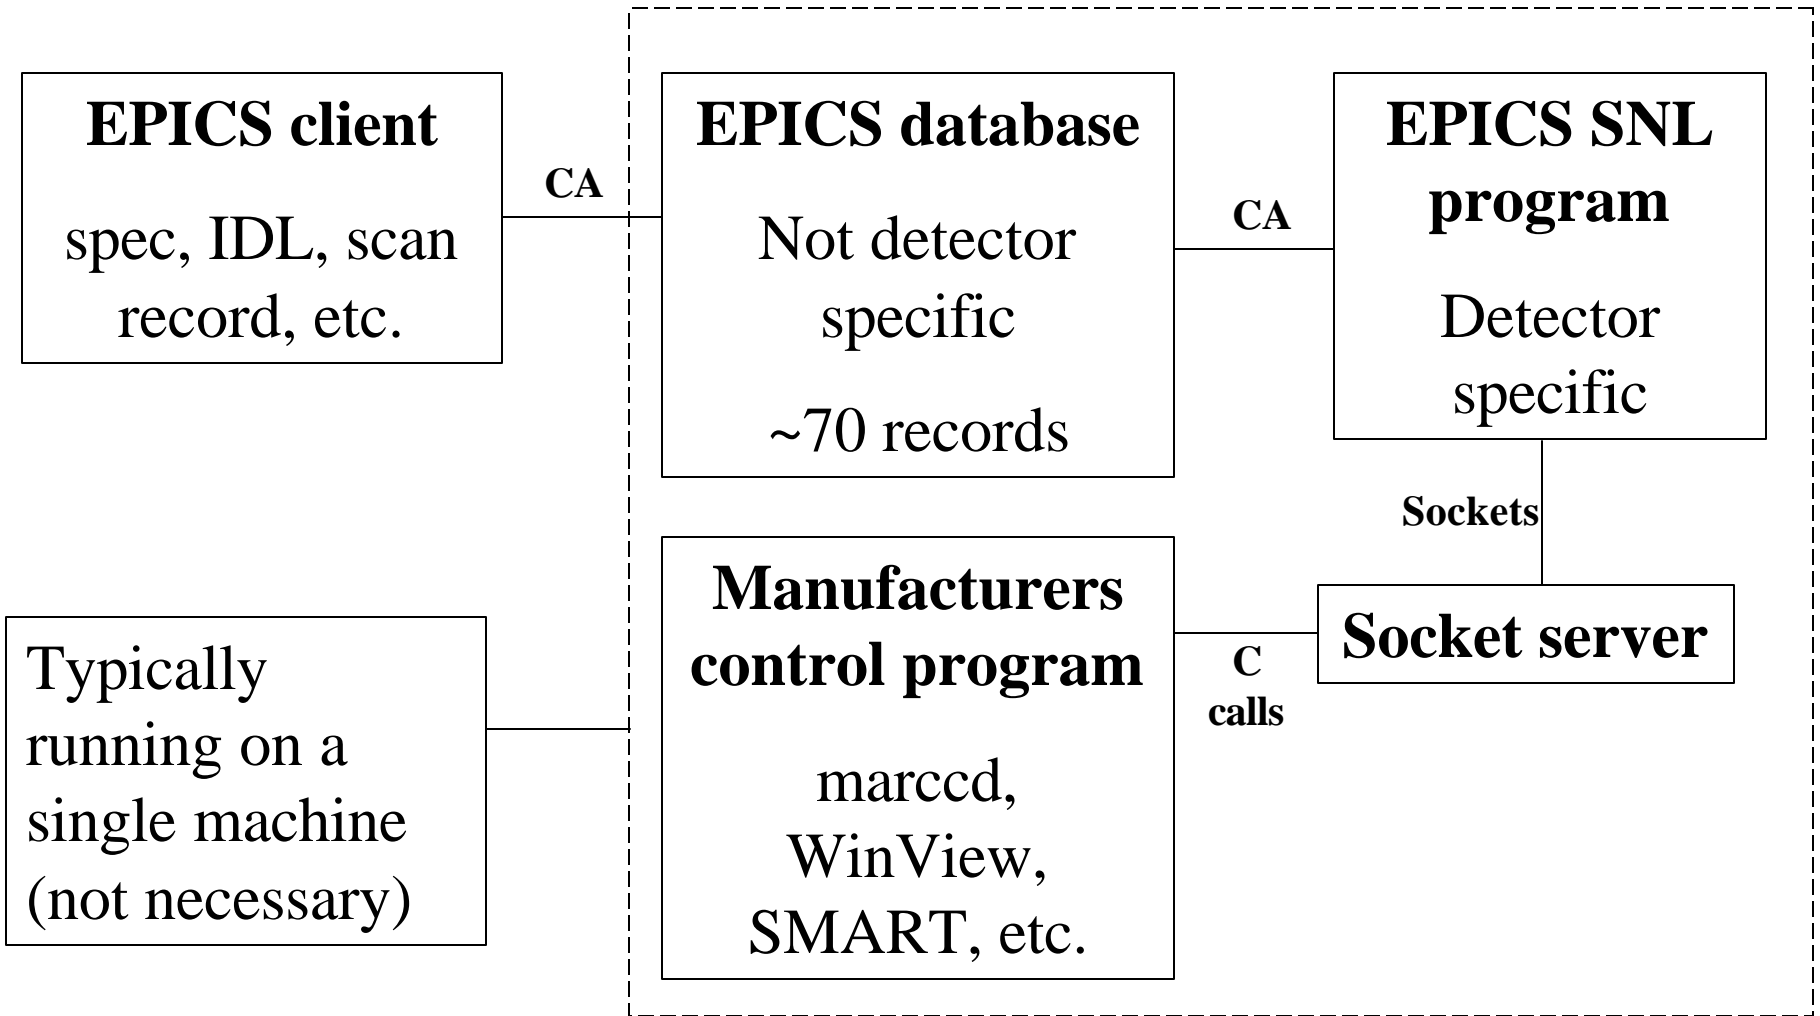 EPICS client
spec, IDL, scan
record, etc.
CA
EPICS database
Not detector
specific
~70 records
CA
EPICS SNL
program
Detector
specific
Sockets
Socket server
C
calls
Manufacturers
control program
marccd,
WinView,
SMART, etc.
Typically
running on a
single machine
(not necessary)